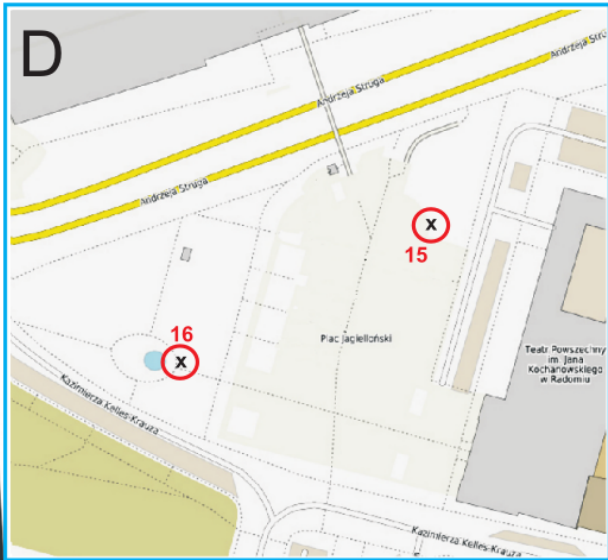 D
Andrzeja Struga
Andrzeja Struga
Andrzeja Struga
x
15
16
x
Plac Jagielloński
Teatr Powszechny
im. Jana
Kochanowskiego
w Radomiu
Kazimierza Kelles-Krauza
Kazimierza Kelles-Krauza